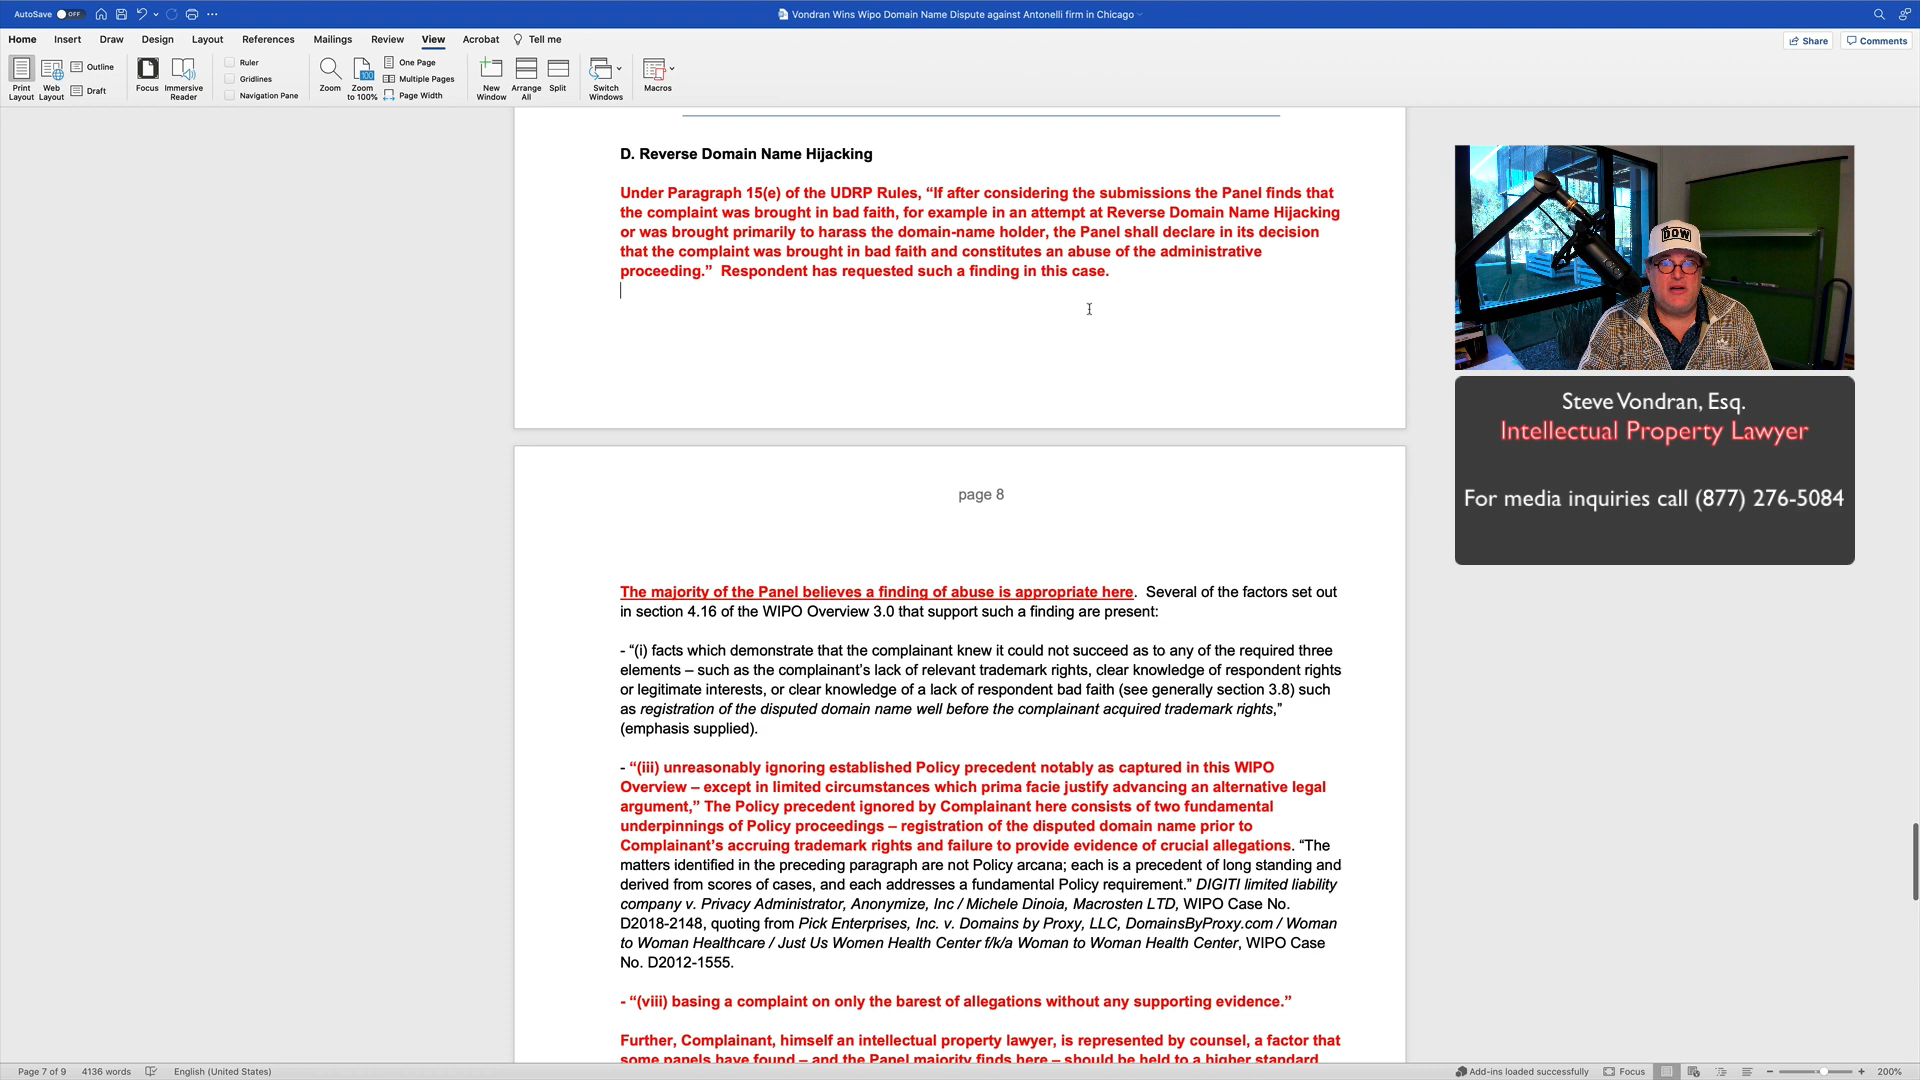 AutoSave OFF
Vondran Wins Wipo Domain Name Dispute against Antonelli firm in Chicago
Home Insert Draw Design Layout References Mailings Review View Acrobat Tell me
Share Comments
Print Layout
Web Layout
Outline
Draft
Focus
Immersive Reader
Ruler
Gridlines
Navigation Pane
Zoom
Zoom to 100%
100
One Page
Multiple Pages
Page Width
New Window
Arrange All
Split
Switch Windows
Macros
D. Reverse Domain Name Hijacking
Under Paragraph 15(e) of the UDRP Rules, “If after considering the submissions the Panel finds that
the complaint was brought in bad faith, for example in an attempt at Reverse Domain Name Hijacking
or was brought primarily to harass the domain-name holder, the Panel shall declare in its decision
that the complaint was brought in bad faith and constitutes an abuse of the administrative
proceeding.”  Respondent has requested such a finding in this case.
page 8
The majority of the Panel believes a finding of abuse is appropriate here.  Several of the factors set out
in section 4.16 of the WIPO Overview 3.0 that support such a finding are present:
- “(i) facts which demonstrate that the complainant knew it could not succeed as to any of the required three
elements – such as the complainant’s lack of relevant trademark rights, clear knowledge of respondent rights
or legitimate interests, or clear knowledge of a lack of respondent bad faith (see generally section 3.8) such
as registration of the disputed domain name well before the complainant acquired trademark rights,”
(emphasis supplied).
- “(iii) unreasonably ignoring established Policy precedent notably as captured in this WIPO
Overview – except in limited circumstances which prima facie justify advancing an alternative legal
argument,” The Policy precedent ignored by Complainant here consists of two fundamental
underpinnings of Policy proceedings – registration of the disputed domain name prior to
Complainant’s accruing trademark rights and failure to provide evidence of crucial allegations. “The
matters identified in the preceding paragraph are not Policy arcana; each is a precedent of long standing and
derived from scores of cases, and each addresses a fundamental Policy requirement.” DIGITI limited liability
company v. Privacy Administrator, Anonymize, Inc / Michele Dinoia, Macrosten LTD, WIPO Case No.
D2018-2148, quoting from Pick Enterprises, Inc. v. Domains by Proxy, LLC, DomainsByProxy.com / Woman
to Woman Healthcare / Just Us Women Health Center f/k/a Woman to Woman Health Center, WIPO Case
No. D2012-1555.
- “(viii) basing a complaint on only the barest of allegations without any supporting evidence.”
Further, Complainant, himself an intellectual property lawyer, is represented by counsel, a factor that
some panels have found – and the Panel majority finds here – should be held to a higher standard
DOW
Steve Vondran, Esq.
Intellectual Property Lawyer
For media inquiries call (877) 276-5084
Page 7 of 9 4136 words English (United States) Add-ins loaded successfully Focus 200%